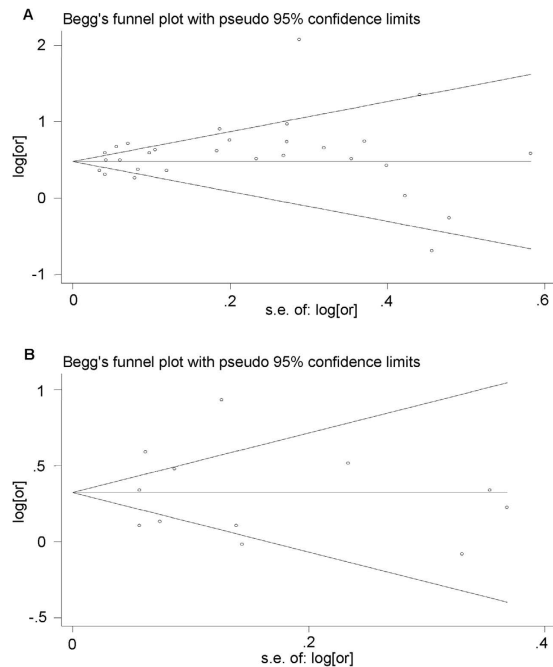 A
Begg's funnel plot with pseudo 95% confidence limits
2
1
0
-1
log[or]
0
.2
.4
.6
s.e. of: log[or]
B
Begg's funnel plot with pseudo 95% confidence limits
1
.5
0
-.5
log[or]
0
.2
.4
s.e. of: log[or]